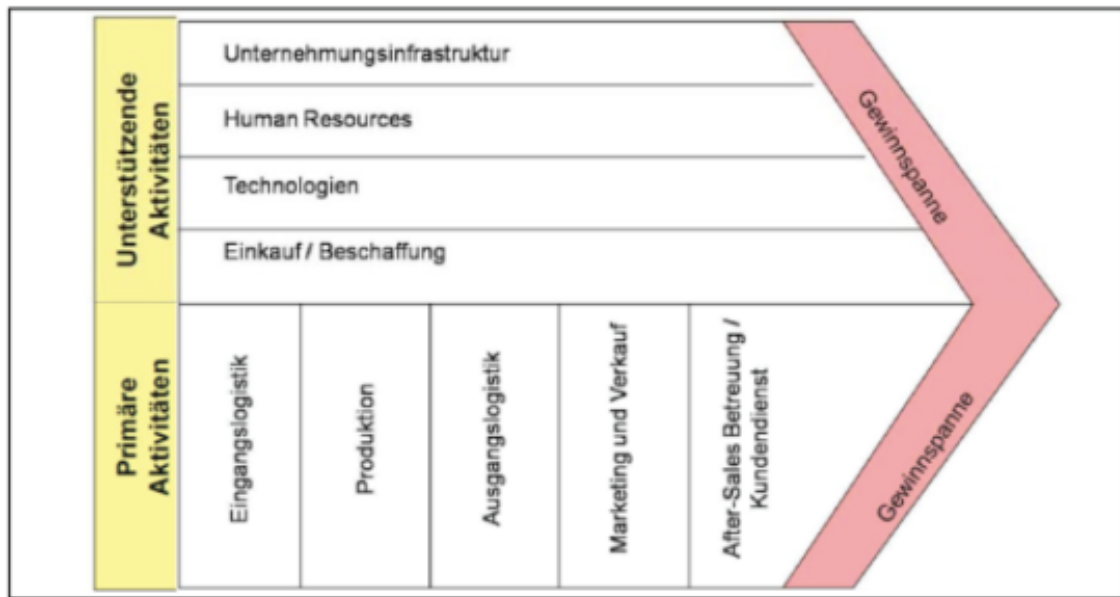 Unterstützende
Aktivitäten
Unternehmungsinfrastruktur
Human Resources
Technologien
Einkauf / Beschaffung
Gewinnspanne
Primäre
Aktivitäten
Eingangslogistik
Produktion
Ausgangslogistik
Marketing und Verkauf
After-Sales Betreuung /
Kundendienst
Gewinnspanne